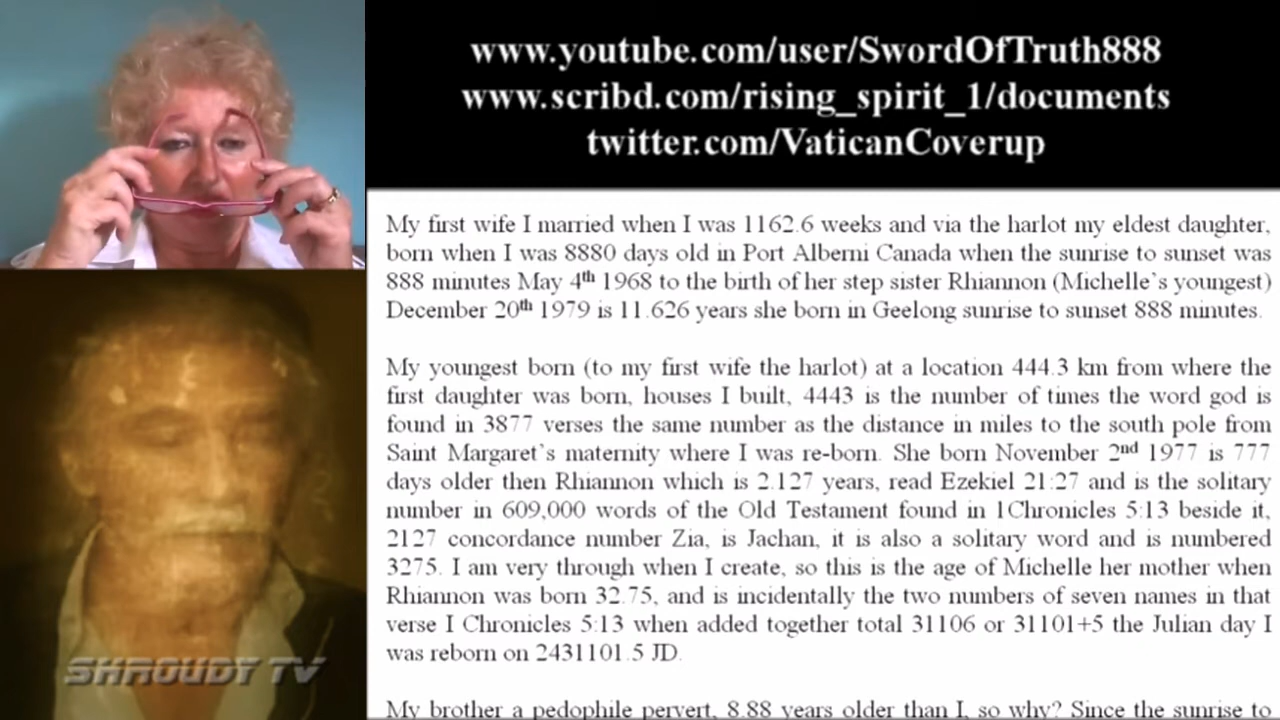 www.youtube.com/user/SwordOfTruth888
www.scribd.com/rising_spirit_1/documents
twitter.com/VaticanCoverup
My first wife I married when I was 1162.6 weeks and via the harlot my eldest daughter,
born when I was 8880 days old in Port Alberni Canada when the sunrise to sunset was
888 minutes May 4th 1968 to the birth of her step sister Rhiannon (Michelle`s youngest)
December 20th 1979 is 11.626 years she born in Geelong sunrise to sunset 888 minutes.
My youngest born (to my first wife the harlot) at a location 444.3 km from where the
first daughter was born, houses I built, 4443 is the number of times the word god is
found in 3877 verses the same number as the distance in miles to the south pole from
Saint Margaret`s maternity where I was re-born. She born November 2nd 1977 is 777
days older then Rhiannon which is 2.127 years, read Ezekiel 21:27 and is the solitary
number in 609,000 words of the Old Testament found in 1Chronicles 5:13 beside it,
2127 concordance number Zia, is Jachan, it is also a solitary word and is numbered
3275. I am very through when I create, so this is the age of Michelle her mother when
Rhiannon was born 32.75, and is incidentally the two numbers of seven names in that
verse I Chronicles 5:13 when added together total 31106 or 31101+5 the Julian day I
was reborn on 2431101.5 JD.
My brother a pedophile pervert, 8.88 years older than I, so why? Since the sunrise to
SHROUDY TV